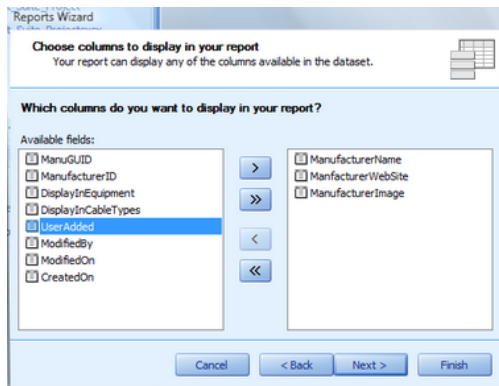 Reports Wizard
Choose columns to display in your report
Your report can display any of the columns available in the dataset.
Which columns do you want to display in your report?
Available fields:
ManuGUID
ManufacturerID
DisplayInEquipment
DisplayInCableTypes
UserAdded
ModifiedBy
ModifiedOn
CreatedOn
>
»
<
«
ManufacturerName
ManfacturerWebSite
ManufacturerImage
Cancel
< Back
Next >
Finish